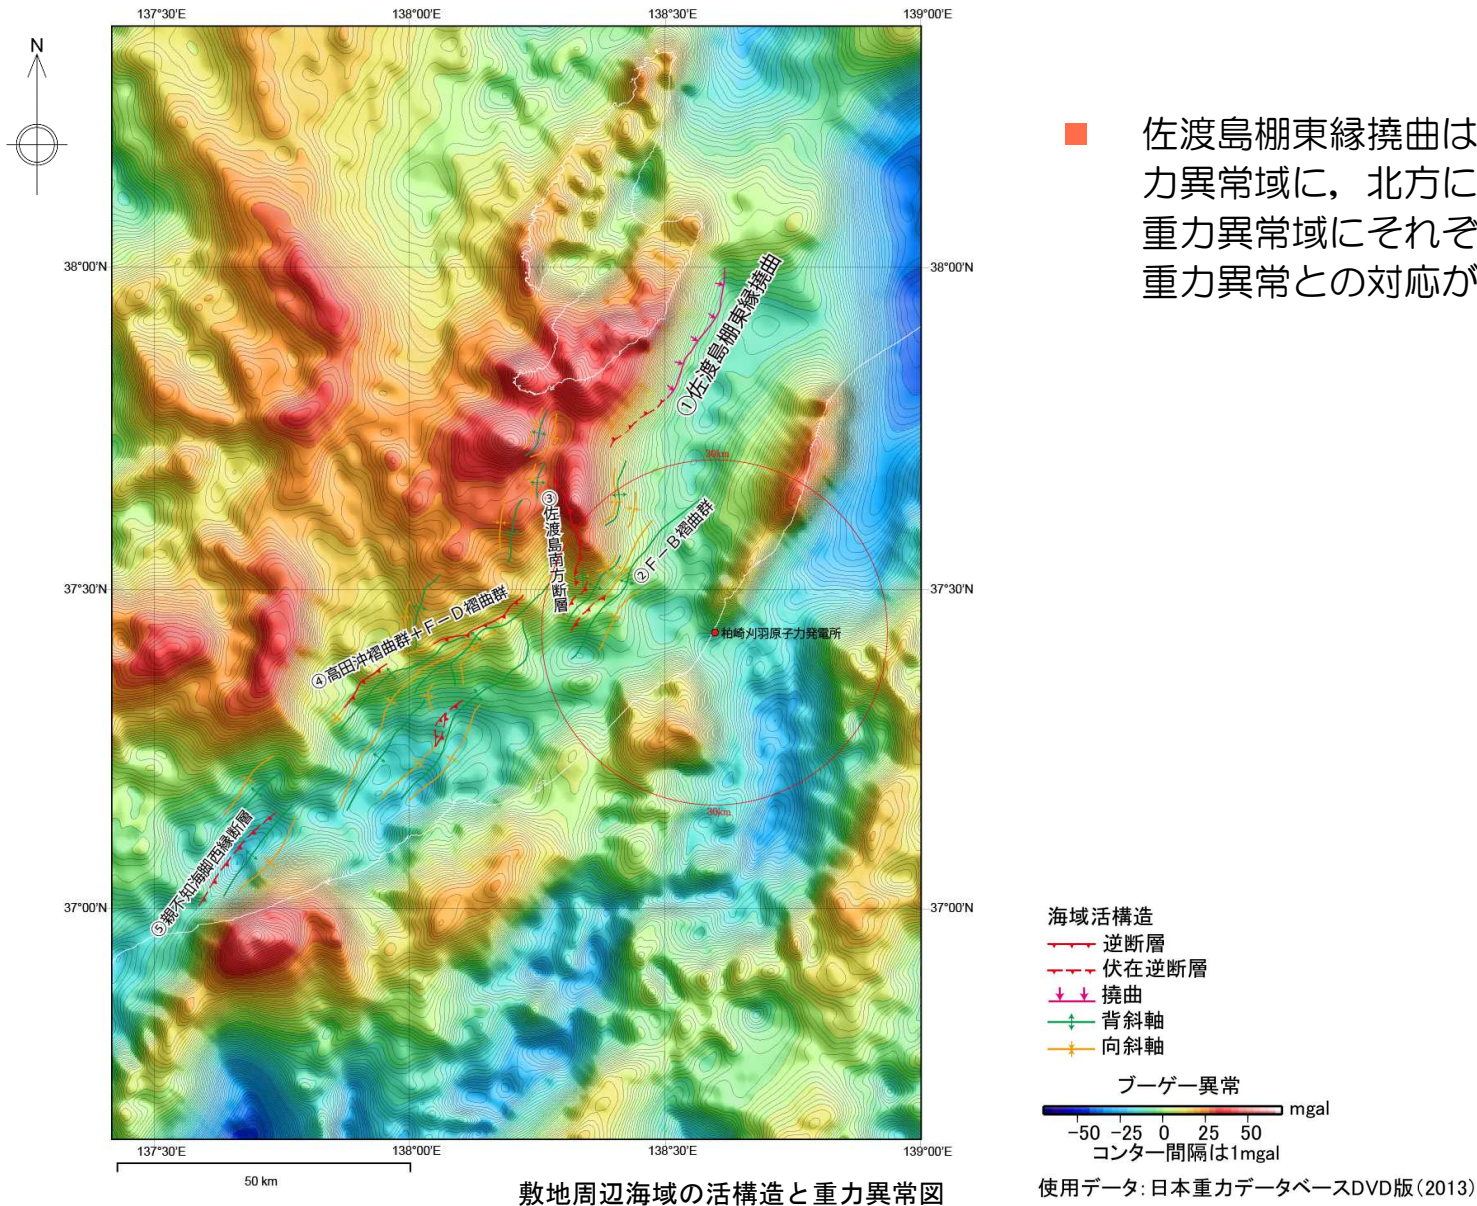 137°30'E
138°00'E
138°30'E
139°00'E
N
38°00'N
38°00'N
37°30'N
37°30'N
37°00'N
37°00'N
■ 佐渡島棚東縁撓曲は
力異常域に，北方に
重力異常域にそれぞ
重力異常との対応が
①佐渡島棚東縁撓曲
30km
②F－B褶曲群
③佐渡島南方断層
④高田沖褶曲群＋F－D褶曲群
柏崎刈羽原子力発電所
30km
⑤親不知海脚西縁断層
海域活構造
逆断層
伏在逆断層
撓曲
背斜軸
向斜軸
ブーゲー異常
mgal
-50 -25 0 25 50
コンター間隔は1mgal
137°30'E
138°00'E
138°30'E
139°00'E
50 km
敷地周辺海域の活構造と重力異常図
使用データ：日本重力データベースDVD版（2013）